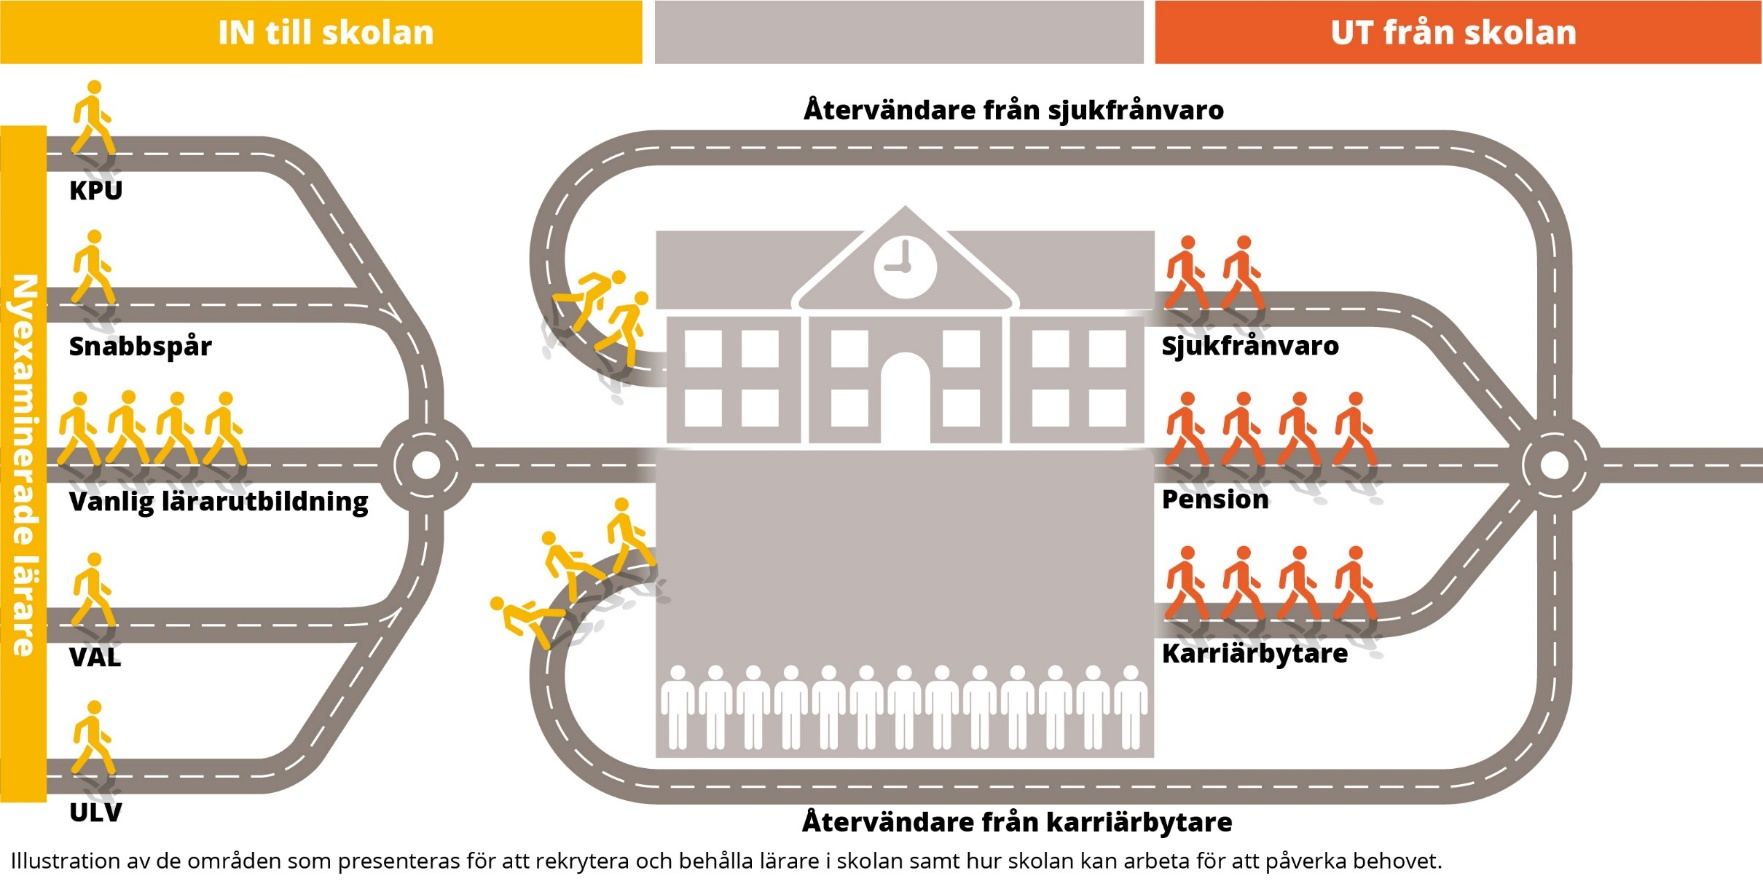 IN till skolan
UT från skolan
Återvändare från sjukfrånvaro
Nyexaminerade lärare
KPU
Snabbspår
Vanlig lärarutbildning
VAL
ULV
Sjukfrånvaro
Pension
Karriärbytare
Återvändare från karriärbytare
Illustration av de områden som presenteras för att rekrytera och behålla lärare i skolan samt hur skolan kan arbeta för att påverka behovet.